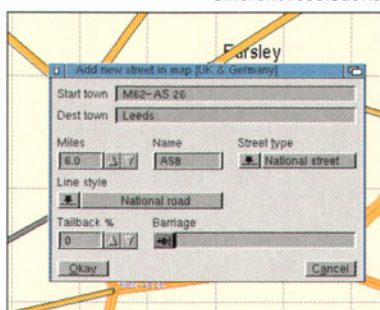 Farsley
Add new street in map [UK & Germany]
Start town M62-AS 26
Dest town Leeds
Miles Name Street type
6.0 A58 National street
Line style
National road
Tailback % Barriage
0
Okay Cancel